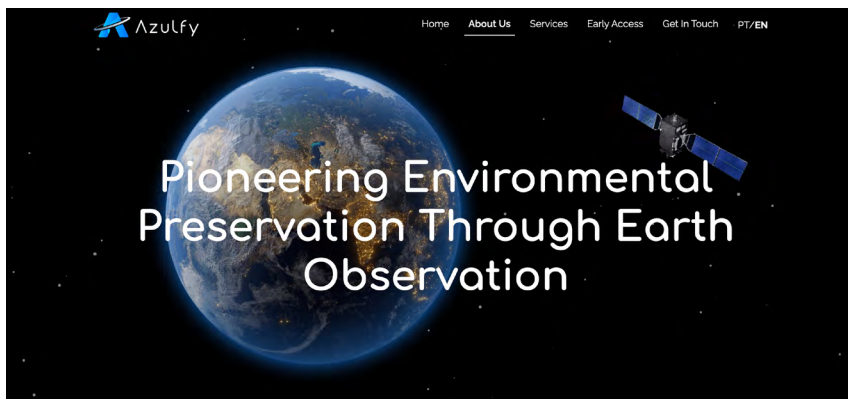 Azulfy
Home About Us Services Early Access Get In Touch PT/EN
Pioneering Environmental
Preservation Through Earth
Observation